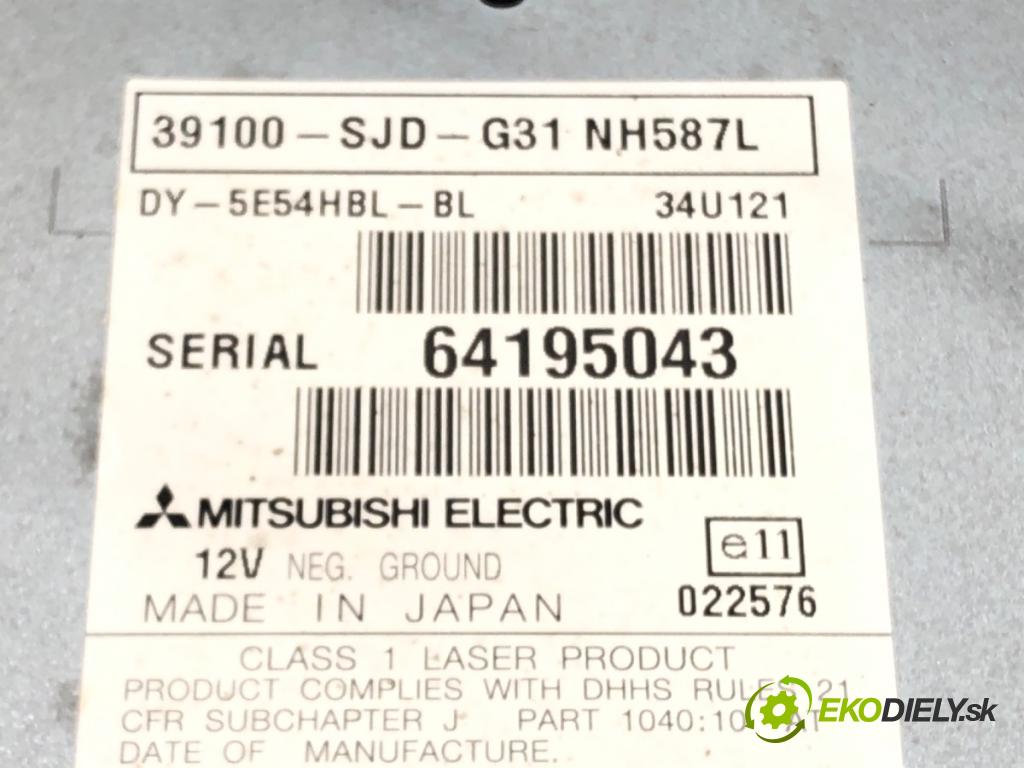 39100-SJD-G31 NH587L
DY-5E54HBL-BL 34U121
SERIAL 64195043
MITSUBISHI ELECTRIC
12V NEG. GROUND e11
MADE IN JAPAN 022576
CLASS 1 LASER PRODUCT
PRODUCT COMPLIES WITH DHHS RULES 21
CFR SUBCHAPTER J PART 1040:10 AT
DATE OF MANUFACTURE.
EKODIELY.sk